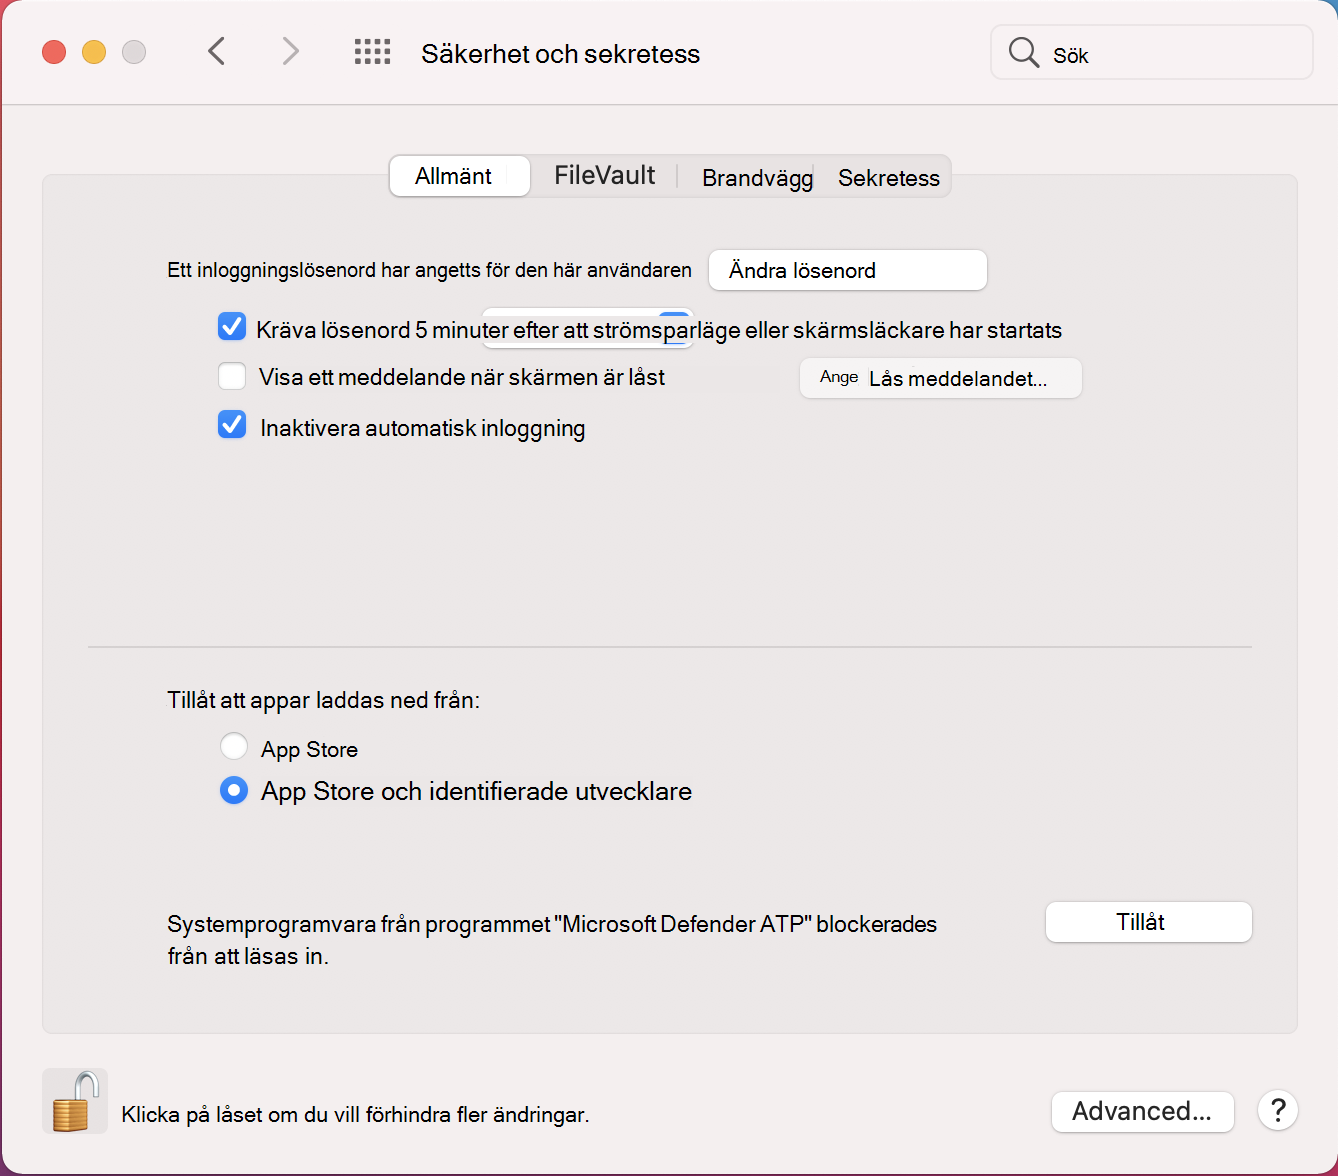 Säkerhet och sekretess
Sök
Allmänt FileVault Brandvägg Sekretess
Ett inloggningslösenord har angetts för den här användaren Ändra lösenord
Kräva lösenord 5 minuter efter att strömsparläge eller skärmsläckare har startats
Visa ett meddelande när skärmen är låst Ange Lås meddelandet...
Inaktivera automatisk inloggning
Tillåt att appar laddas ned från:
App Store
App Store och identifierade utvecklare
Systemprogramvara från programmet "Microsoft Defender ATP" blockerades
från att läsas in.
Tillåt
Klicka på låset om du vill förhindra fler ändringar.
Advanced... ?